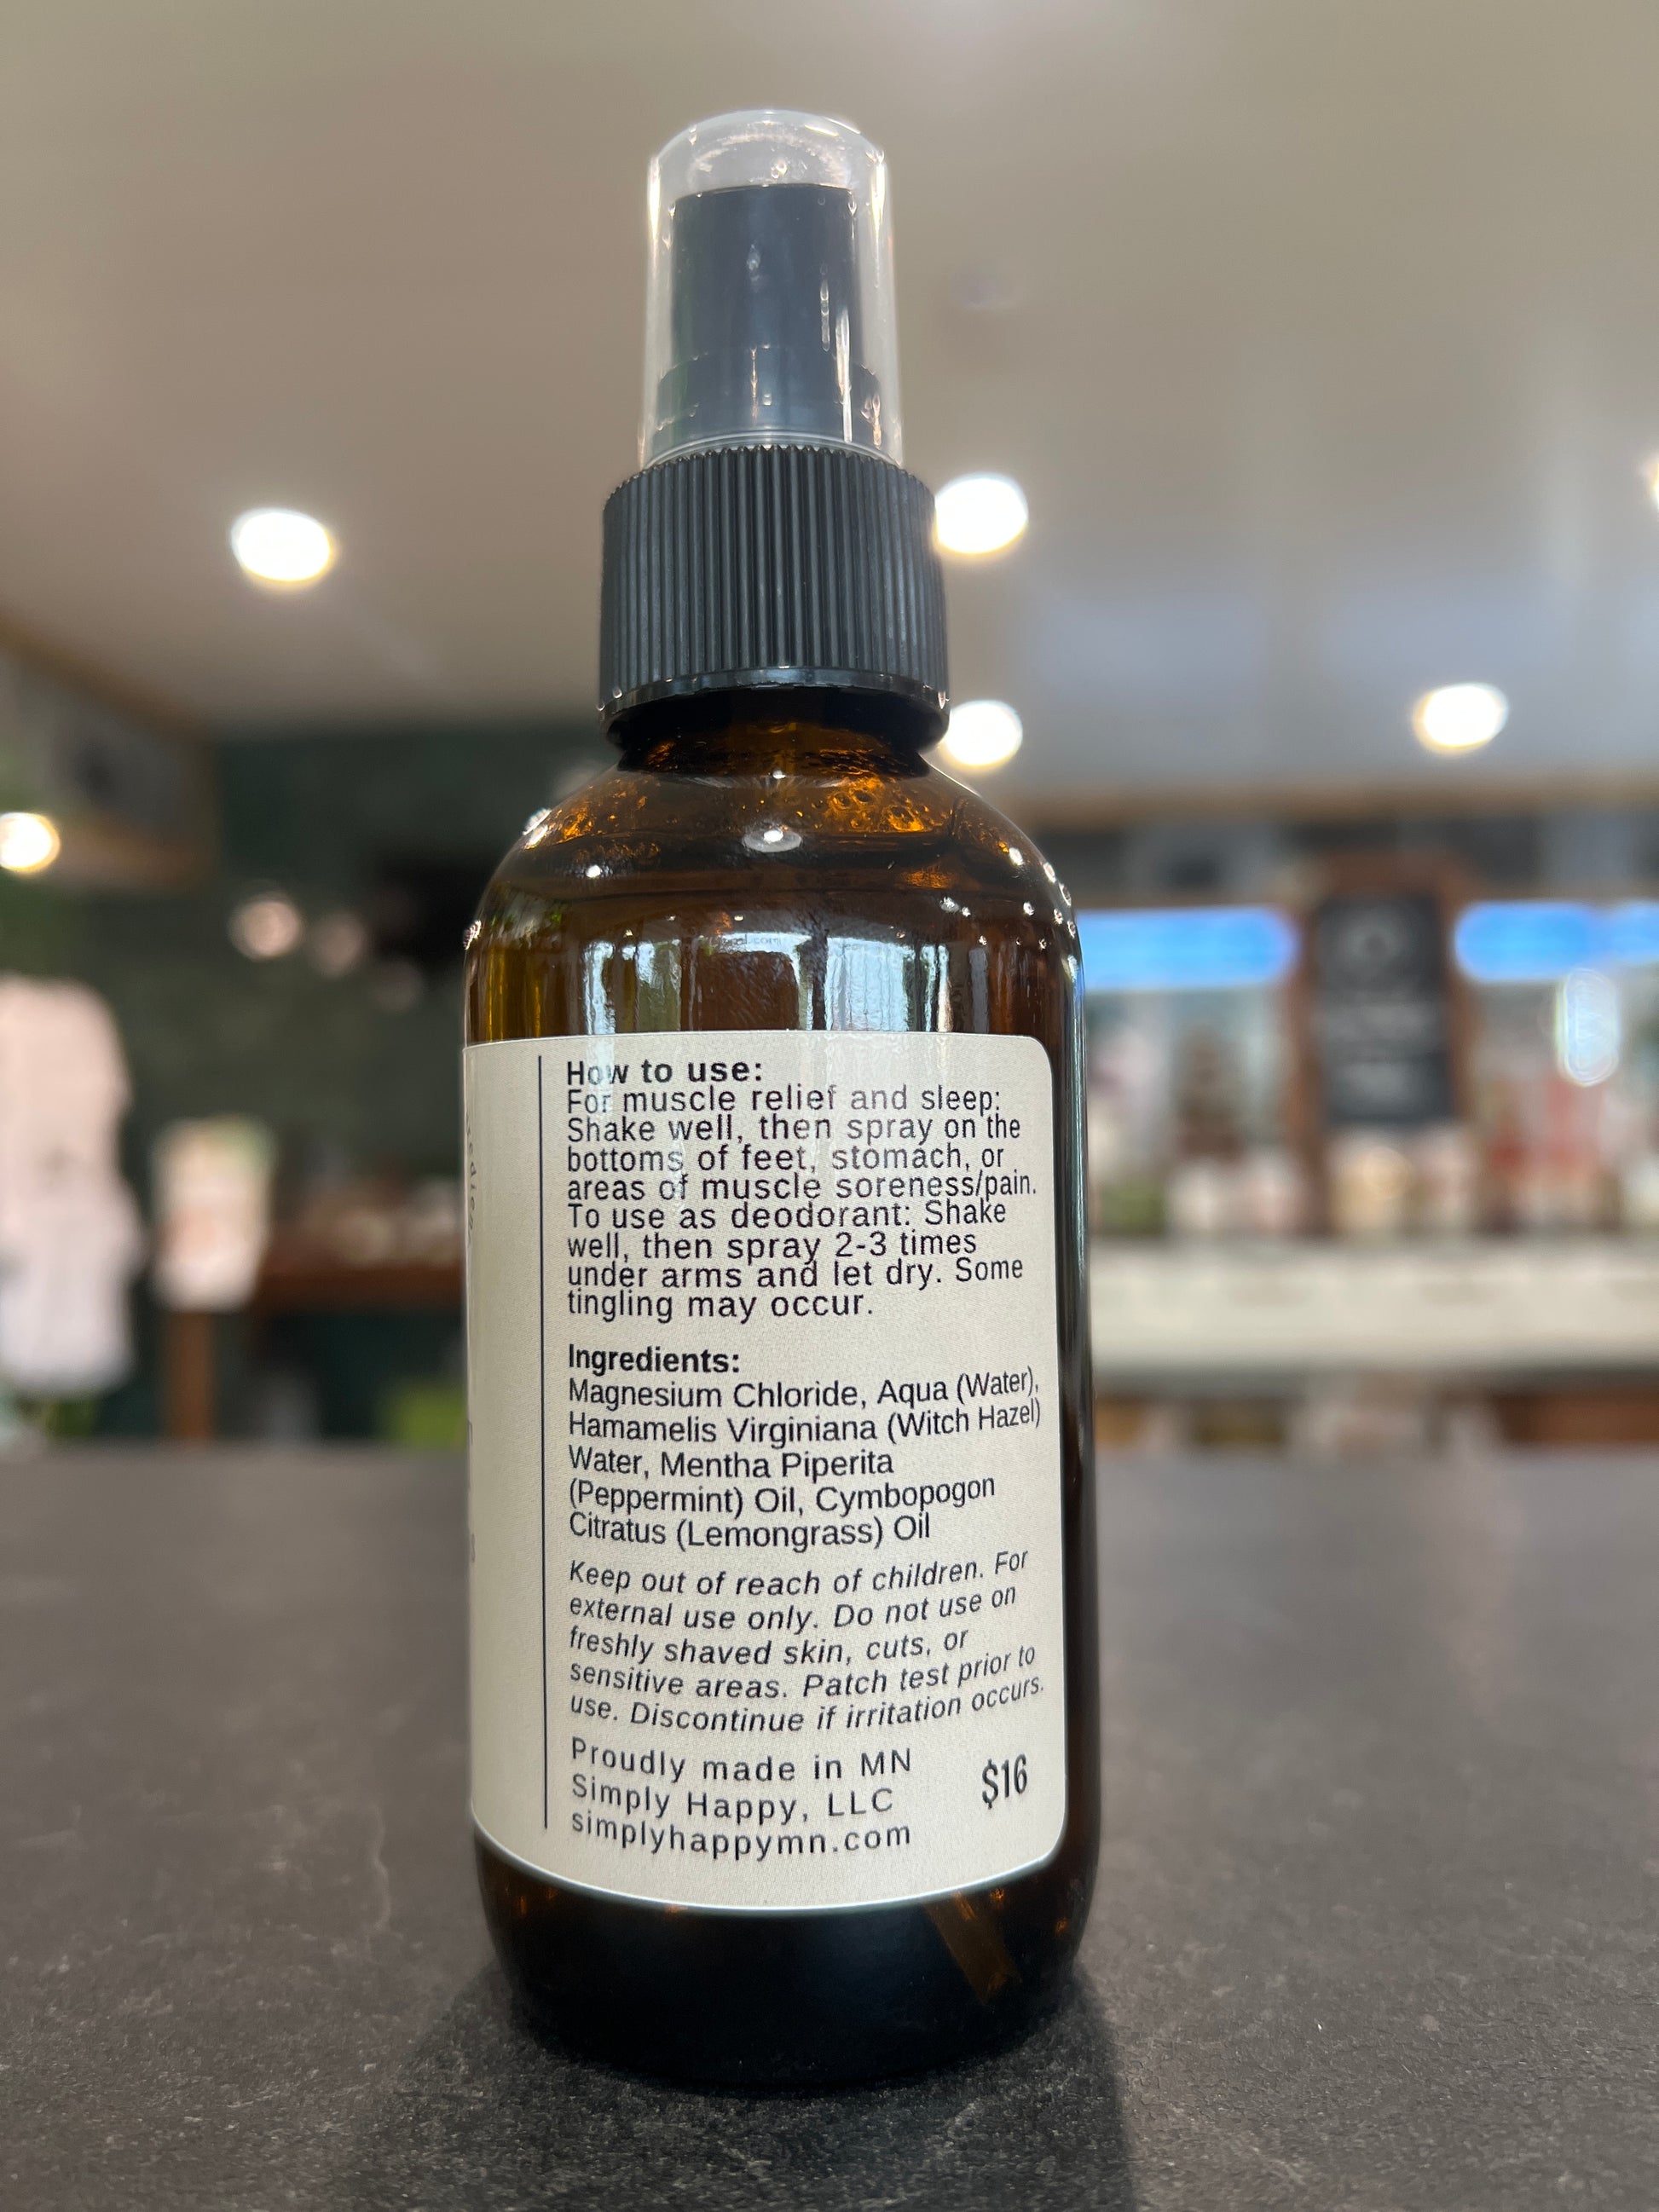 How to use:
For muscle relief and sleep:
Shake well, then spray on the
bottoms of feet, stomach, or
areas of muscle soreness/pain.
To use as deodorant: Shake
well, then spray 2-3 times
under arms and let dry. Some
tingling may occur.
Ingredients:
Magnesium Chloride, Aqua (Water),
Hamamelis Virginiana (Witch Hazel)
Water, Mentha Piperita
(Peppermint) Oil, Cymbopogon
Citratus (Lemongrass) Oil
Keep out of reach of children. For
external use only. Do not use on
freshly shaved skin, cuts, or
sensitive areas. Patch test prior to
use. Discontinue if irritation occurs.
Proudly made in MN
Simply Happy, LLC
simplyhappymn.com
$16